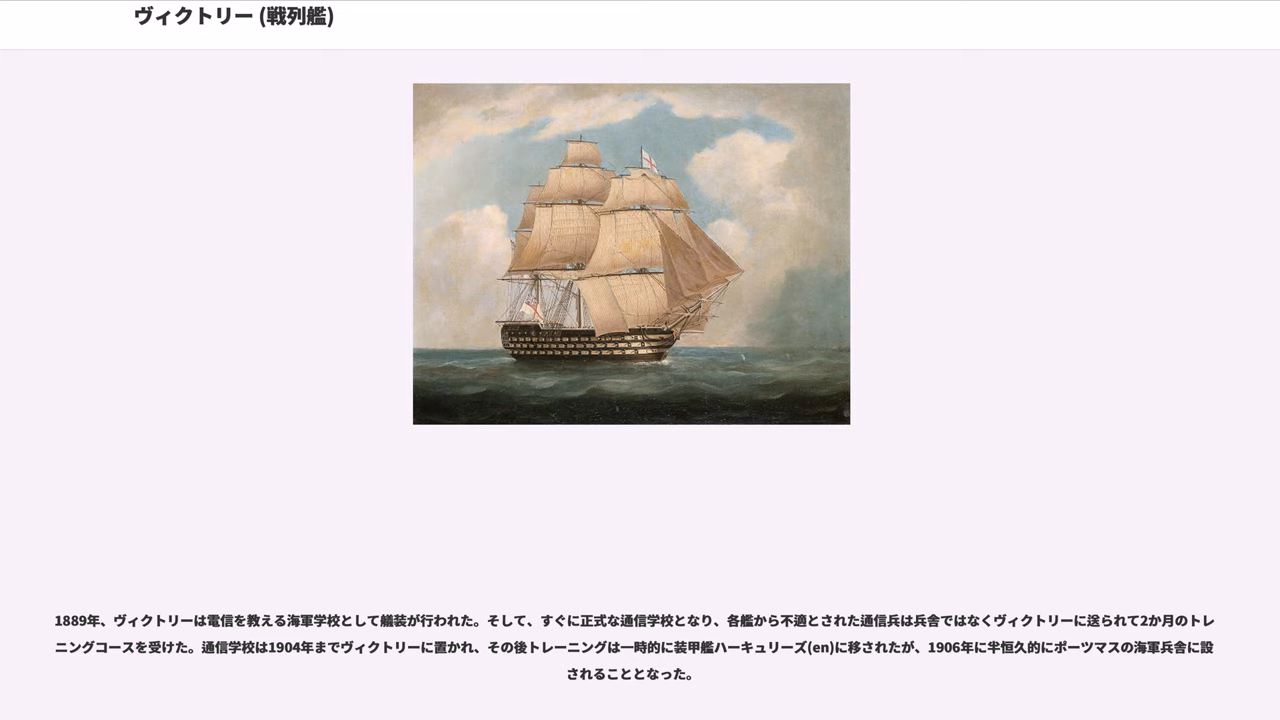 ヴィクトリー (戦列艦)
1889年、ヴィクトリーは電信を教える海軍学校として艤装が行われた。そして、すぐに正式な通信学校となり、各艦から不適とされた通信兵は兵舎ではなくヴィクトリーに送られて2か月のトレ
ニングコースを受けた。通信学校は1904年までヴィクトリーに置かれ、その後トレーニングは一時的に装甲艦ハーキュリーズ(en)に移されたが、1906年に半恒久的にポーツマスの海軍兵舎に設
されることとなった。